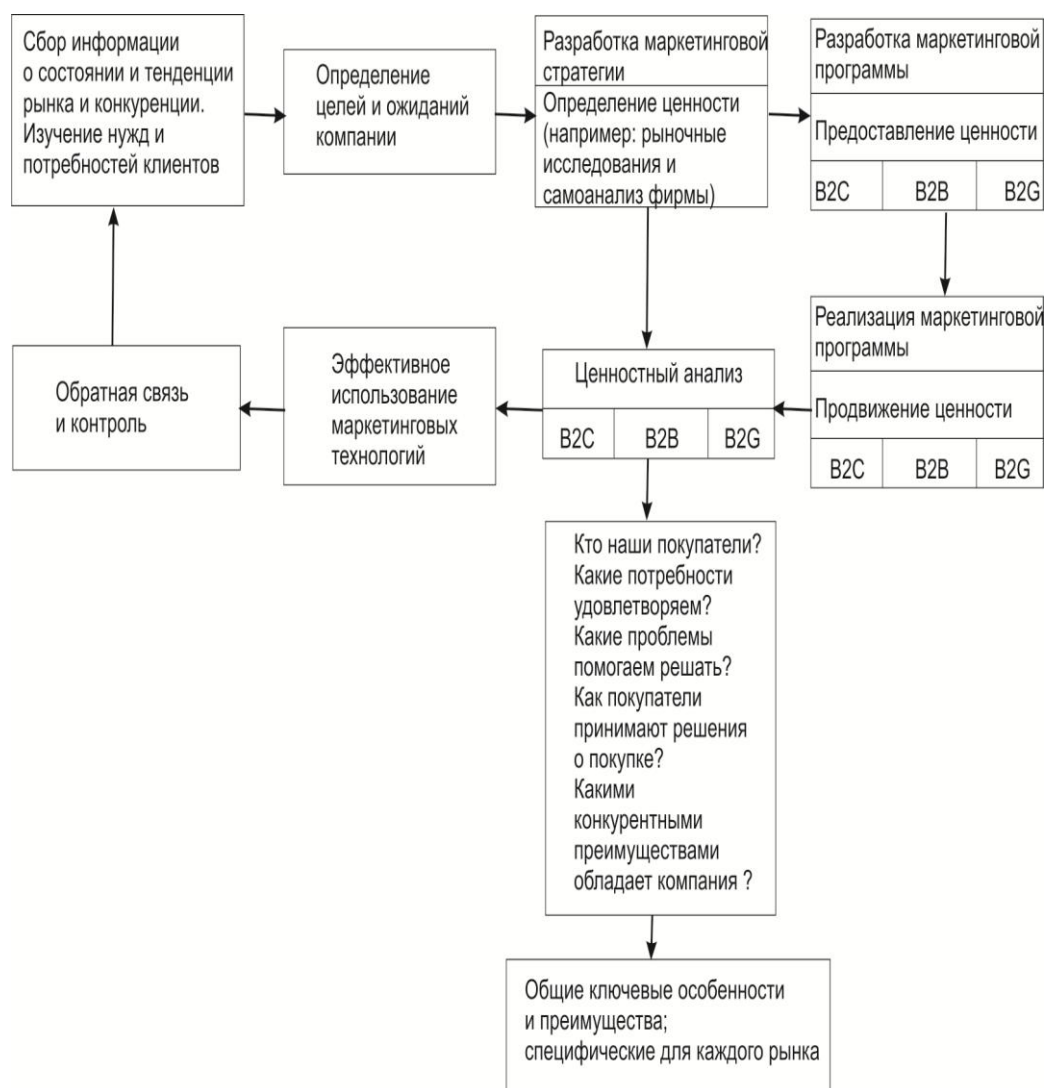 Сбор информации
о состоянии и тенденции
рынка и конкуренции.
Изучение нужд и
потребностей клиентов
Определение
целей и ожиданий
компании
Разработка маркетинговой
стратегии
Определение ценности
(например: рыночные
исследования и
самоанализ фирмы)
Разработка маркетинговой
программы
Предоставление ценности
B2C
B2B
B2G
Реализация маркетинговой
программы
Продвижение ценности
B2C
B2B
B2G
Ценностный анализ
B2C
B2B
B2G
Эффективное
использование
маркетинговых
технологий
Обратная связь
и контроль
Кто наши покупатели?
Какие потребности
удовлетворяем?
Какие проблемы
помогаем решать?
Как покупатели
принимают решения
о покупке?
Какими
конкурентными
преимуществами
обладает компания ?
Общие ключевые особенности
и преимущества;
специфические для каждого рынка